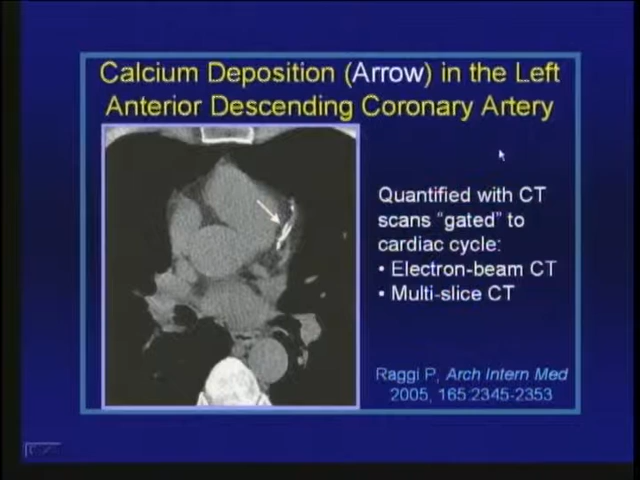 Calcium Deposition (Arrow) in the Left
Anterior Descending Coronary Artery
Quantified with CT
scans "gated" to
cardiac cycle:
• Electron-beam CT
• Multi-slice CT
Raggi P, Arch Intern Med
2005, 165:2345-2353